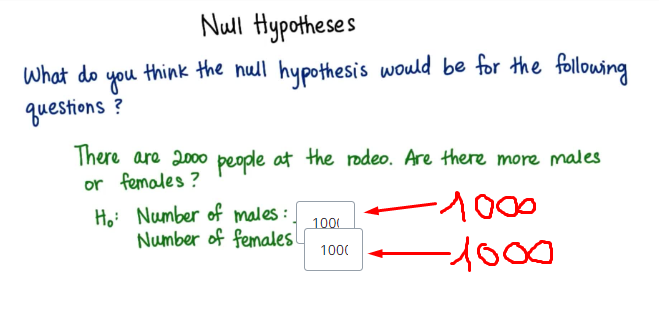 Null Hypotheses
What do you think the null hypothesis would be for the following
questions ?
There are 2000 people at the rodeo. Are there more males
or females ?
H₀: Number of males : 100( 1000
Number of females 100( 1000